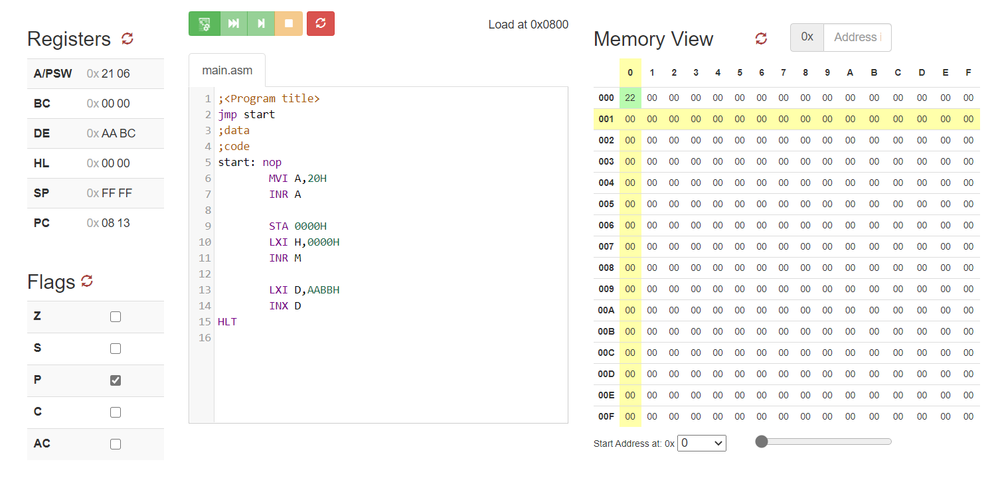 Registers
A/PSW 0x 21 06
BC 0x 00 00
DE 0x AA BC
HL 0x 00 00
SP 0x FF FF
PC 0x 08 13
Flags
Z
S
P
C
AC
Load at 0x0800
main.asm
1 ;<Program title>
2 jmp start
3 ;data
4 ;code
5 start: nop
6 MVI A,20H
7 INR A
8
9 STA 0000H
10 LXI H,0000H
11 INR M
12
13 LXI D,AABBH
14 INX D
15 HLT
16
Memory View 0x Address i
0 1 2 3 4 5 6 7 8 9 A B C D E F
000 22 00 00 00 00 00 00 00 00 00 00 00 00 00 00 00
001 00 00 00 00 00 00 00 00 00 00 00 00 00 00 00 00
002 00 00 00 00 00 00 00 00 00 00 00 00 00 00 00 00
003 00 00 00 00 00 00 00 00 00 00 00 00 00 00 00 00
004 00 00 00 00 00 00 00 00 00 00 00 00 00 00 00 00
005 00 00 00 00 00 00 00 00 00 00 00 00 00 00 00 00
006 00 00 00 00 00 00 00 00 00 00 00 00 00 00 00 00
007 00 00 00 00 00 00 00 00 00 00 00 00 00 00 00 00
008 00 00 00 00 00 00 00 00 00 00 00 00 00 00 00 00
009 00 00 00 00 00 00 00 00 00 00 00 00 00 00 00 00
00A 00 00 00 00 00 00 00 00 00 00 00 00 00 00 00 00
00B 00 00 00 00 00 00 00 00 00 00 00 00 00 00 00 00
00C 00 00 00 00 00 00 00 00 00 00 00 00 00 00 00 00
00D 00 00 00 00 00 00 00 00 00 00 00 00 00 00 00 00
00E 00 00 00 00 00 00 00 00 00 00 00 00 00 00 00 00
00F 00 00 00 00 00 00 00 00 00 00 00 00 00 00 00 00
Start Address at: 0x 0